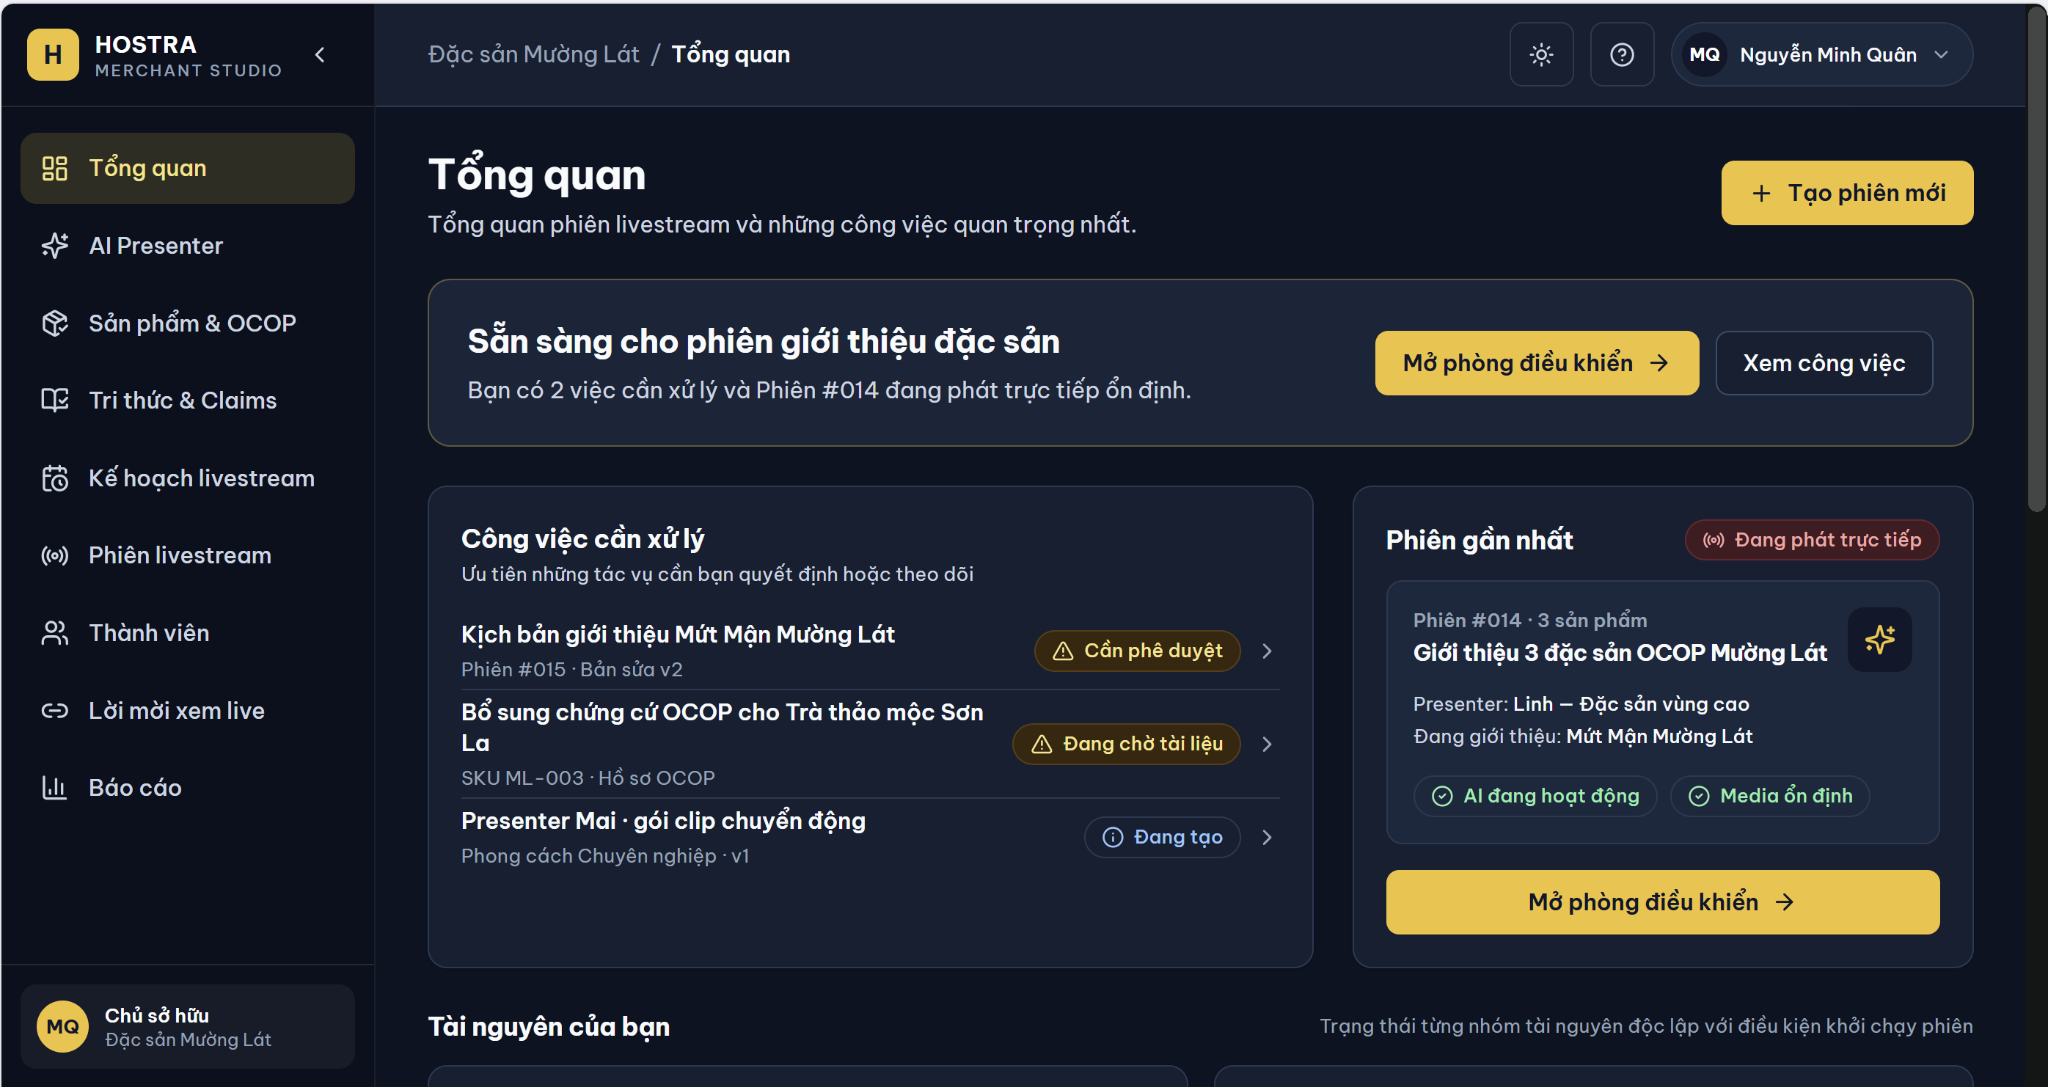 H
HOSTRA
MERCHANT STUDIO
Tổng quan
AI Presenter
Sản phẩm & OCOP
Tri thức & Claims
Kế hoạch livestream
Phiên livestream
Thành viên
Lời mời xem live
Báo cáo
MQ
Chủ sở hữu
Đặc sản Mường Lát
Đặc sản Mường Lát / Tổng quan
MQ Nguyễn Minh Quân
Tổng quan
Tổng quan phiên livestream và những công việc quan trọng nhất.
+ Tạo phiên mới
Sẵn sàng cho phiên giới thiệu đặc sản
Bạn có 2 việc cần xử lý và Phiên #014 đang phát trực tiếp ổn định.
Mở phòng điều khiển →
Xem công việc
Công việc cần xử lý
Ưu tiên những tác vụ cần bạn quyết định hoặc theo dõi
Kịch bản giới thiệu Mứt Mận Mường Lát
Phiên #015 · Bản sửa v2
Cần phê duyệt
Bổ sung chứng cứ OCOP cho Trà thảo mộc Sơn
La
SKU ML-003 · Hồ sơ OCOP
Đang chờ tài liệu
Presenter Mai · gói clip chuyển động
Phong cách Chuyên nghiệp · v1
Đang tạo
Phiên gần nhất
Đang phát trực tiếp
Phiên #014 · 3 sản phẩm
Giới thiệu 3 đặc sản OCOP Mường Lát
Presenter: Linh — Đặc sản vùng cao
Đang giới thiệu: Mứt Mận Mường Lát
AI đang hoạt động
Media ổn định
Mở phòng điều khiển →
Tài nguyên của bạn
Trạng thái từng nhóm tài nguyên độc lập với điều kiện khởi chạy phiên